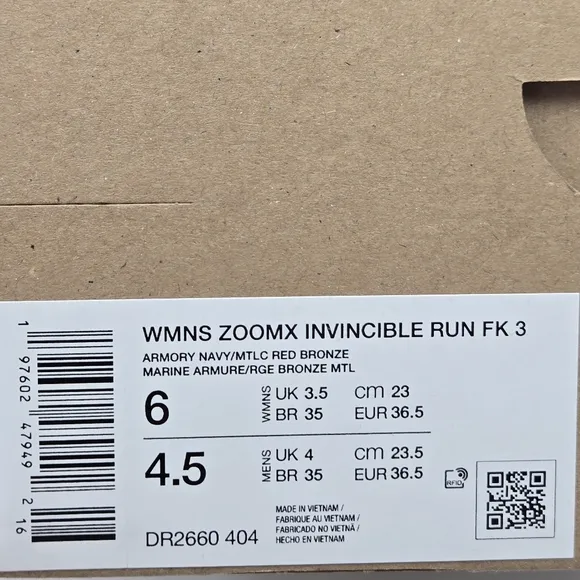 WMNS ZOOMX INVINCIBLE RUN FK 3
ARMORY NAVY/MTLC RED BRONZE
MARINE ARMURE/RGE BRONZE MTL
6 WMNS UK 3.5 CM 23
BR 35 EUR 36.5
4.5 MENS UK 4 CM 23.5
BR 35 EUR 36.5
RFID
DR2660 404
MADE IN VIETNAM /
FABRIQUE AU VIETNAM /
FABRICADO NO VIETNÃ /
HECHO EN VIETNAM
1 97602 47949 2 16